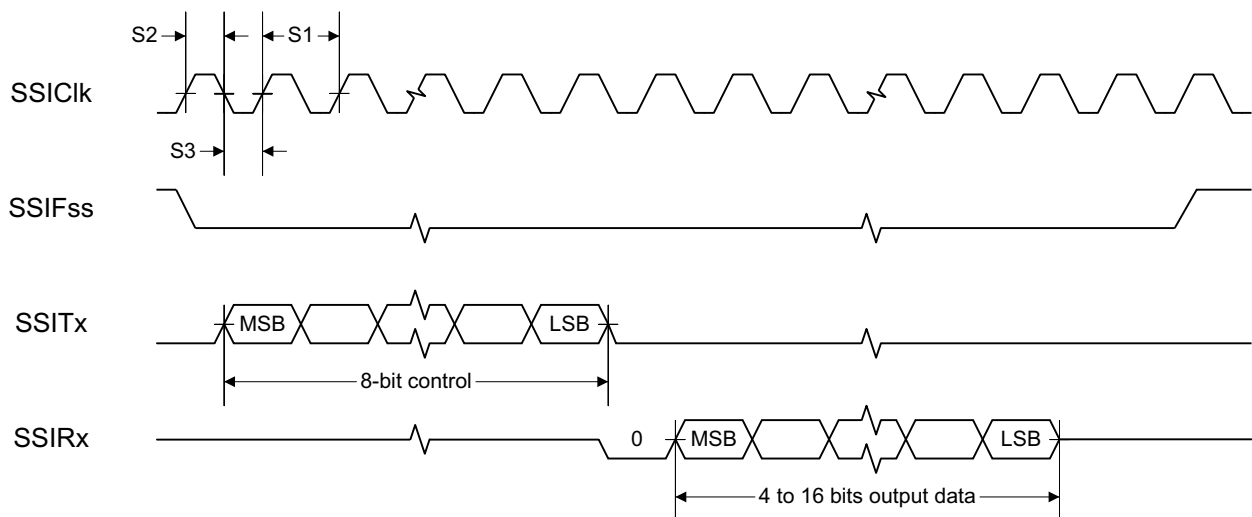 S2
S1
SSIClk
S3
SSIFss
SSITx
MSB
LSB
8-bit control
SSIRx
0
MSB
LSB
4 to 16 bits output data